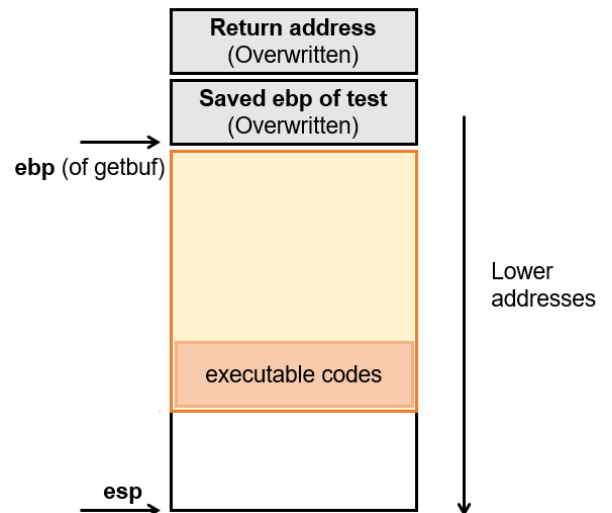 Return address
(Overwritten)
Saved ebp of test
(Overwritten)
ebp (of getbuf)
Lower
addresses
executable codes
esp